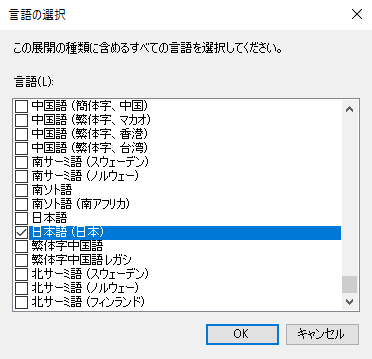 言語の選択
この展開の種類に含めるすべての言語を選択してください。
言語(L):
中国語 (簡体字、中国)
中国語 (繁体字、マカオ)
中国語 (繁体字、香港)
中国語 (繁体字、台湾)
南サーミ語 (スウェーデン)
南サーミ語 (ノルウェー)
南ソト語
南ソト語 (南アフリカ)
日本語
日本語 (日本)
繁体字中国語
繁体字中国語レガシ
北サーミ語 (スウェーデン)
北サーミ語 (ノルウェー)
北サーミ語 (フィンランド)
OK
キャンセル